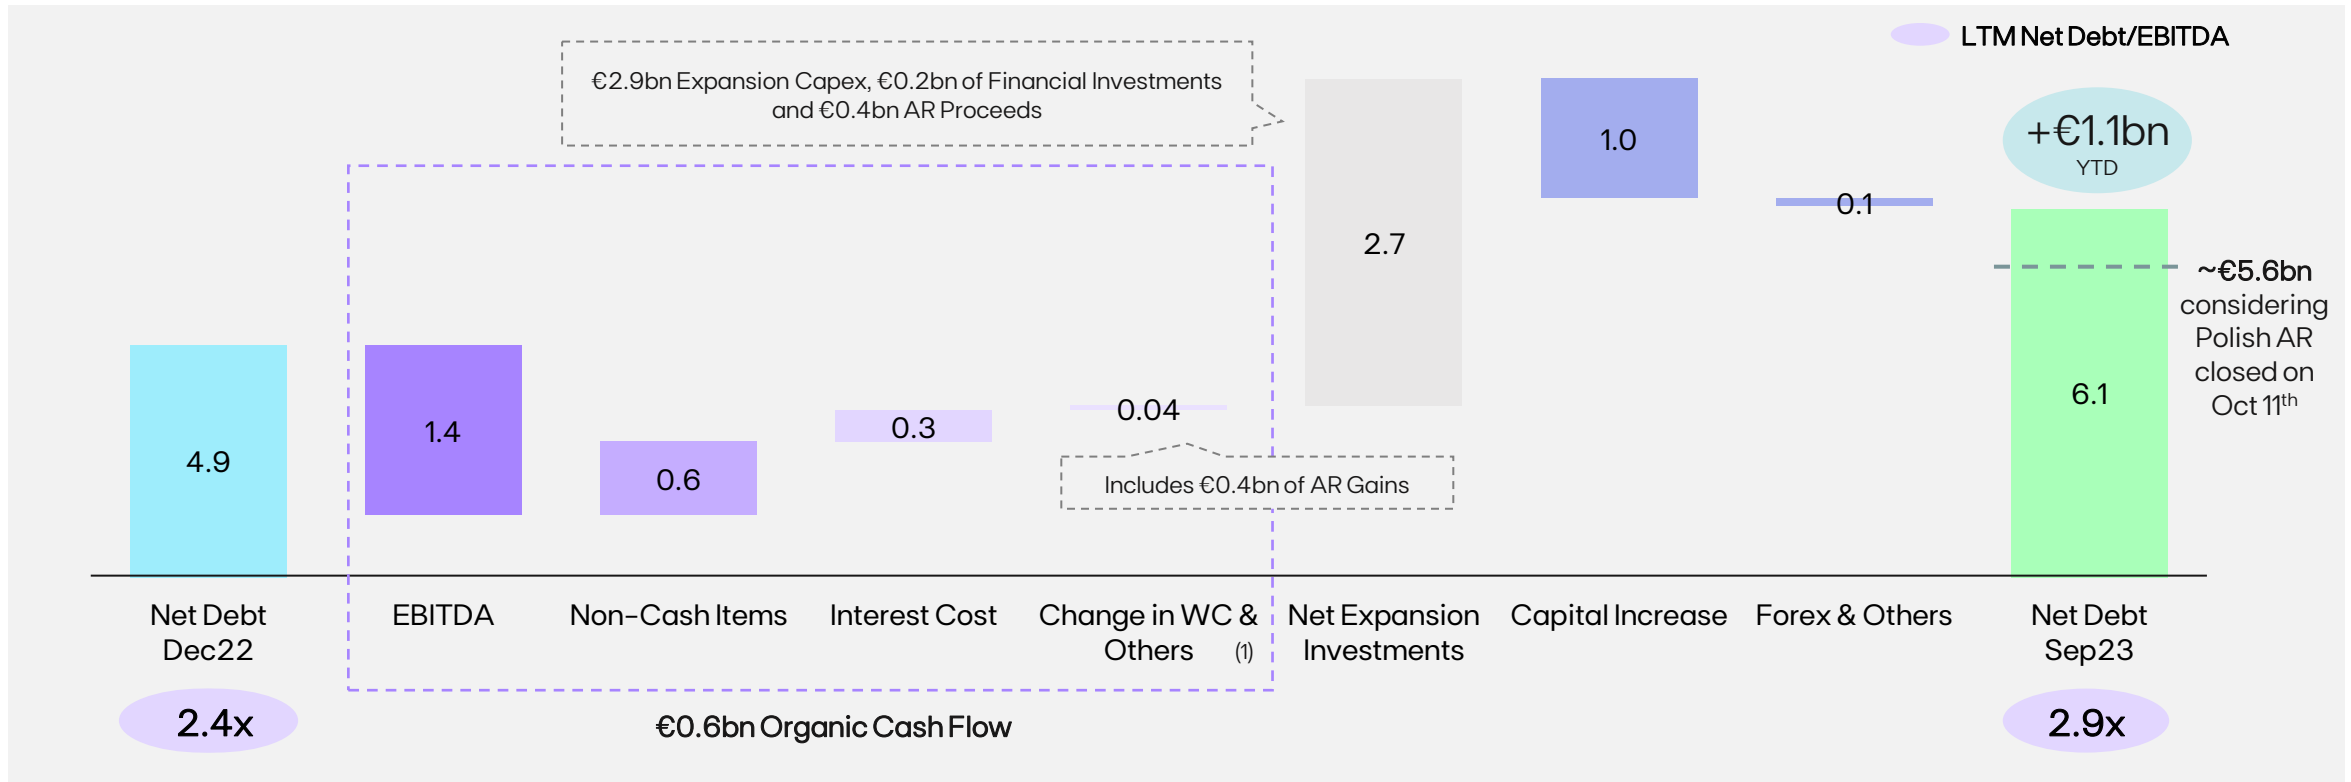 LTM Net Debt/EBITDA
€2.9bn Expansion Capex, €0.2bn of Financial Investments
and €0.4bn AR Proceeds
+€1.1bn
YTD
4.9
1.4
0.6
0.3
0.04
2.7
1.0
0.1
6.1
~€5.6bn
considering
Polish AR
closed on
Oct 11th
Includes €0.4bn of AR Gains
Net Debt
Dec22
EBITDA
Non-Cash Items
Interest Cost
Change in WC &
Others (1)
Net Expansion
Investments
Capital Increase
Forex & Others
Net Debt
Sep23
2.4x
€0.6bn Organic Cash Flow
2.9x